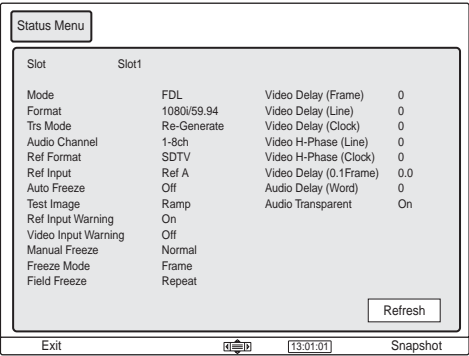 Status Menu
Slot Slot1
Mode FDL Video Delay (Frame) 0
Format 1080i/59.94 Video Delay (Line) 0
Trs Mode Re-Generate Video Delay (Clock) 0
Audio Channel 1-8ch Video H-Phase (Line) 0
Ref Format SDTV Video H-Phase (Clock) 0
Ref Input Ref A Video Delay (0.1Frame) 0.0
Auto Freeze Off Audio Delay (Word) 0
Test Image Ramp Audio Transparent On
Ref Input Warning On
Video Input Warning Off
Manual Freeze Normal
Freeze Mode Frame
Field Freeze Repeat
Refresh
Exit 13:01:01 Snapshot